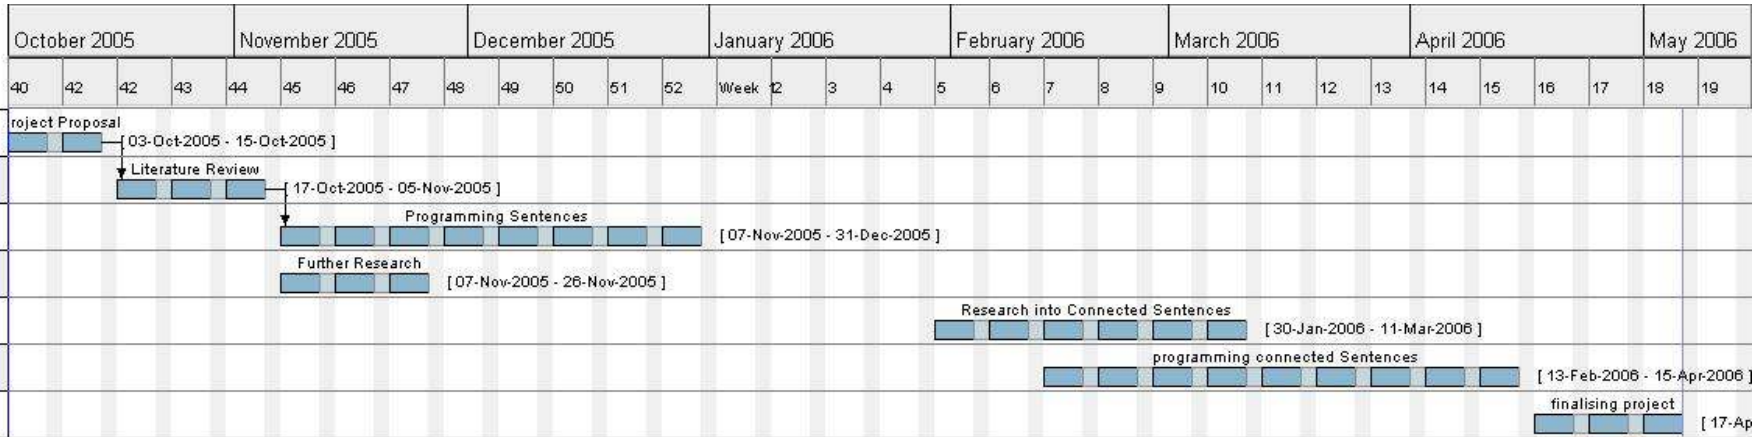 October 2005 November 2005 December 2005 January 2006 February 2006 March 2006 April 2006 May 2006
40 42 42 43 44 45 46 47 48 49 50 51 52 Week 2 3 4 5 6 7 8 9 10 11 12 13 14 15 16 17 18 19
roject Proposal
[ 03-Oct-2005 - 15-Oct-2005 ]
Literature Review
[ 17-Oct-2005 - 05-Nov-2005 ]
Programming Sentences
[ 07-Nov-2005 - 31-Dec-2005 ]
Further Research
[ 07-Nov-2005 - 26-Nov-2005 ]
Research into Connected Sentences
[ 30-Jan-2006 - 11-Mar-2006 ]
programming connected Sentences
[ 13-Feb-2006 - 15-Apr-2006 ]
finalising project
[ 17-Ap